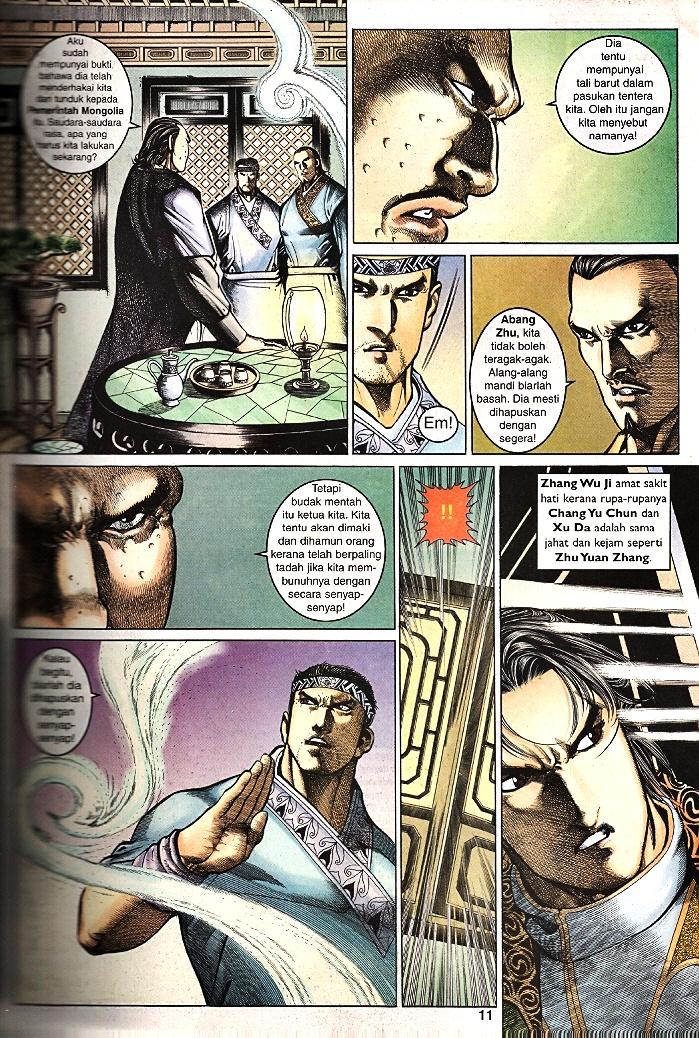 Aku
sudah
mempunyai bukti
bahawa dia telah
menderhakai kita
dan tunduk kepada
Pemerintah Mongolia
itu. Saudara-saudara
rasa, apa yang
harus kita lakukan
sekarang?
Dia
tentu
mempunyai
tali barut dalam
pasukan tentera
kita. Oleh itu jangan
kita menyebut
namanya!
Em!
Abang
Zhu, kita
tidak boleh
teragak-agak.
Alang-alang
mandi biarlah
basah. Dia mesti
dihapuskan
dengan
segera!
Tetapi
budak mentah
itu ketua kita. Kita
tentu akan dimaki
dan dihamun orang
kerana telah berpaling
tadah jika kita mem-
bunuhnya dengan
secara senyap-
senyap!
!!
Zhang Wu Ji amat sakit
hati kerana rupa-rupanya
Chang Yu Chun dan
Xu Da adalah sama
jahat dan kejam seperti
Zhu Yuan Zhang.
Kalau
begitu,
dia
dihapuskan
dengan
senyap-
senyap!
11